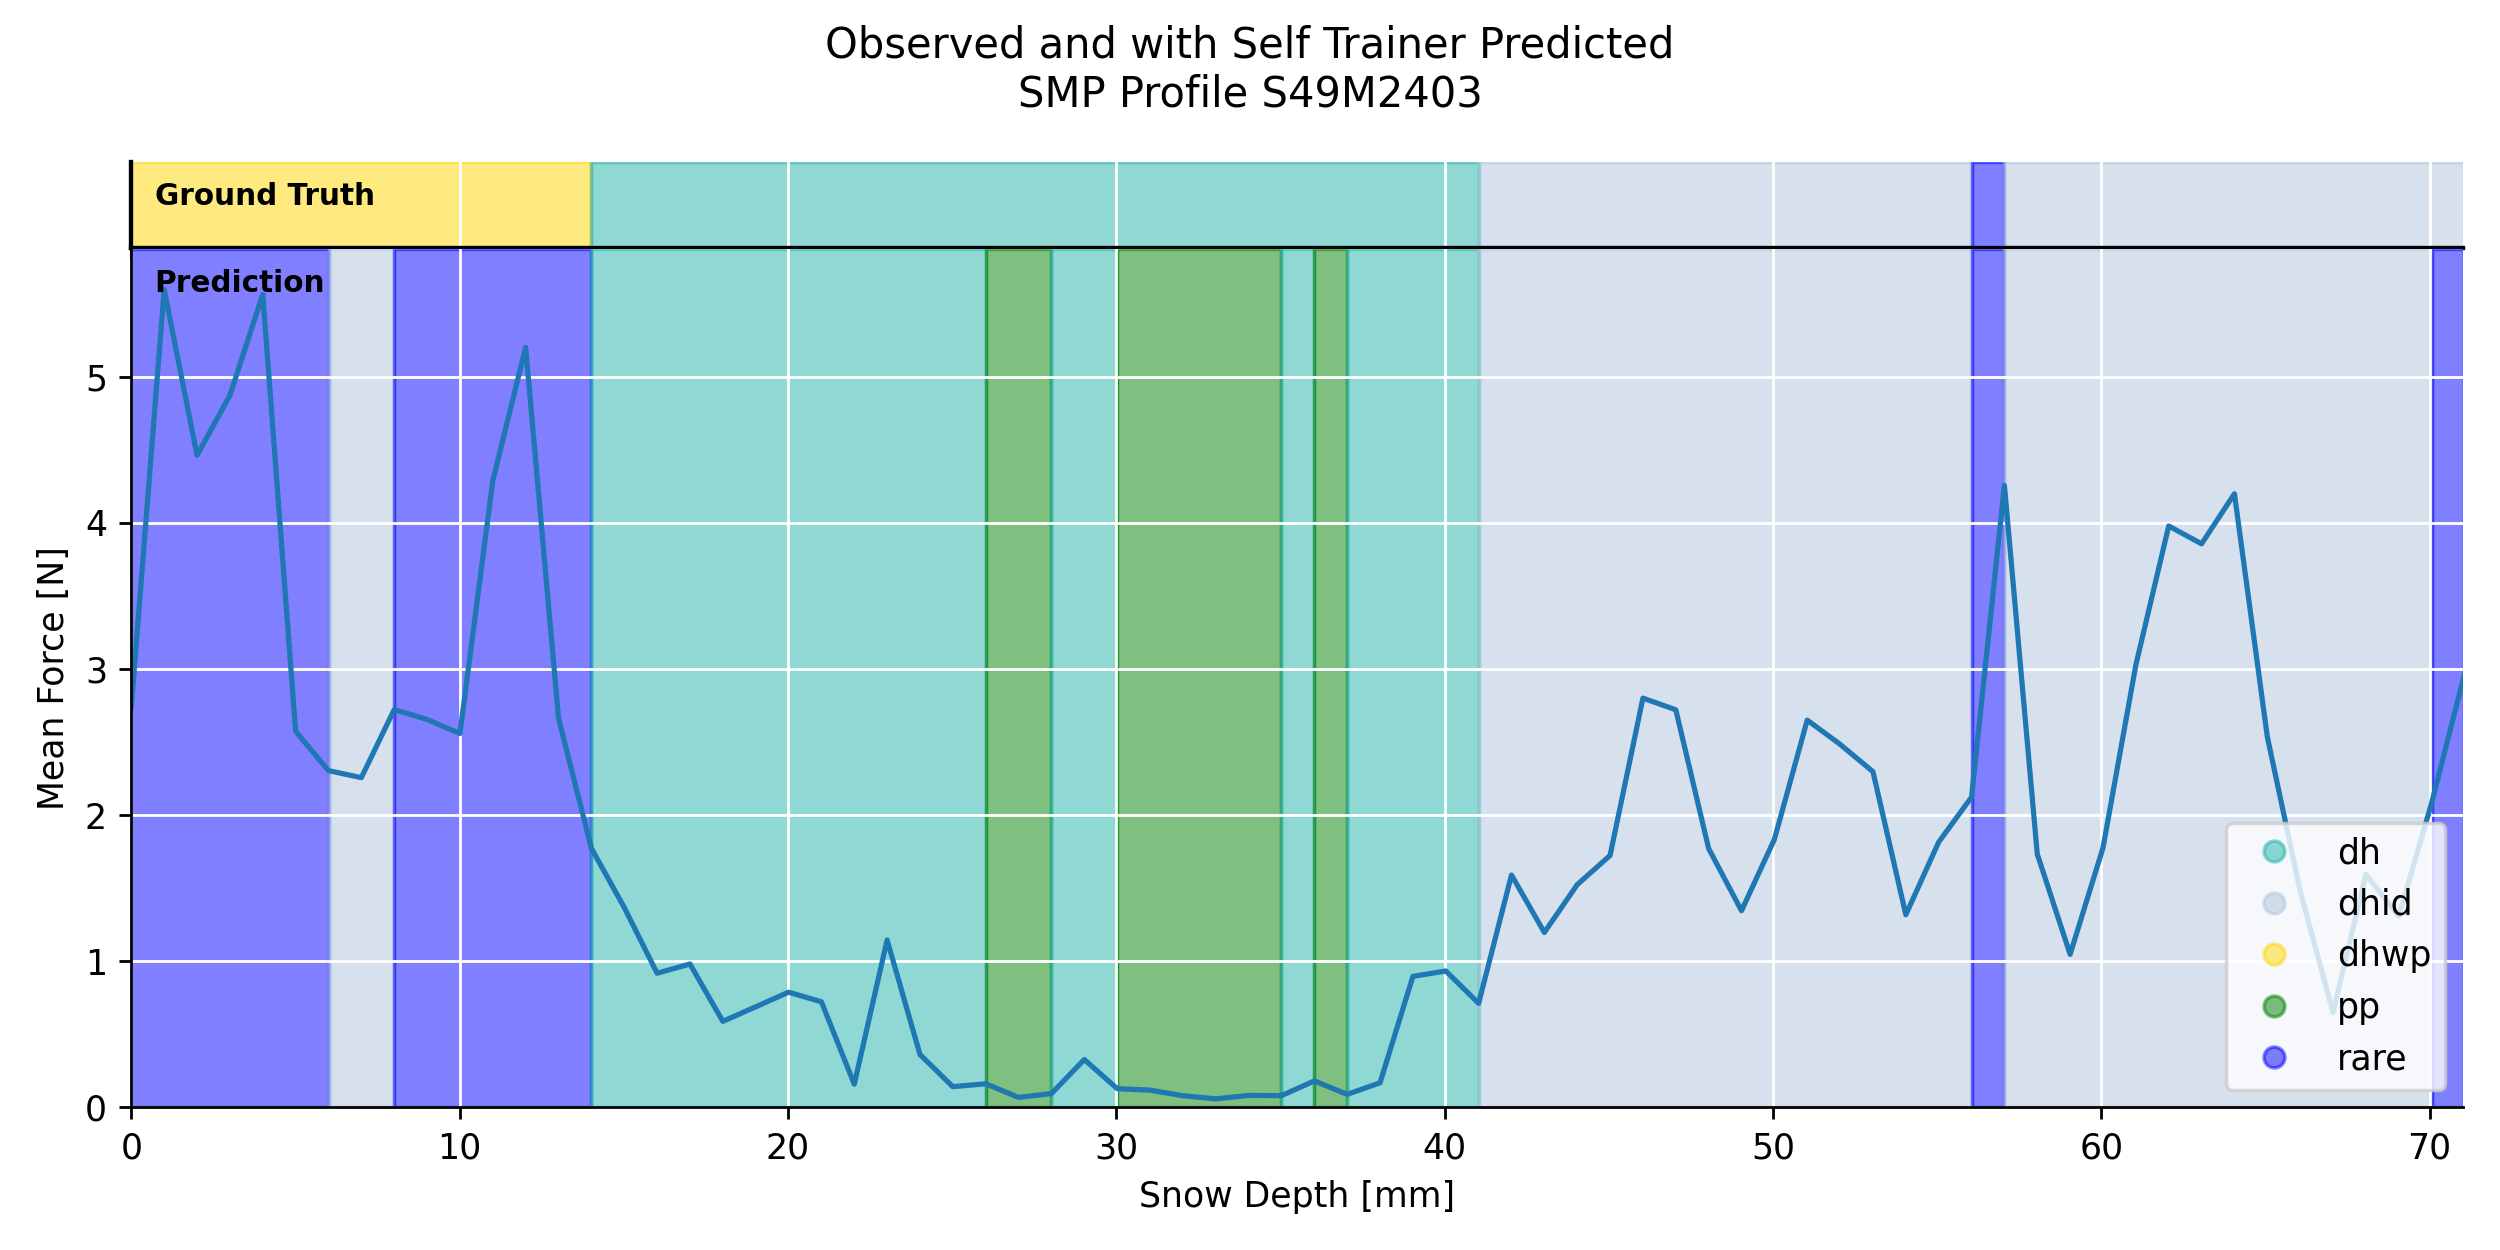 Observed and with Self Trainer Predicted
SMP Profile S49M2403
Ground Truth
Prediction
5
4
3
2
1
0
Mean Force [N]
0 10 20 30 40 50 60 70
Snow Depth [mm]
dh
dhid
dhwp
pp
rare